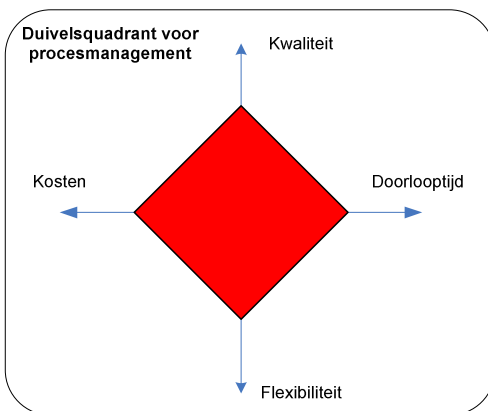 Duivelsquadrant voor
procesmanagement
Kwaliteit
Kosten
Doorlooptijd
Flexibiliteit